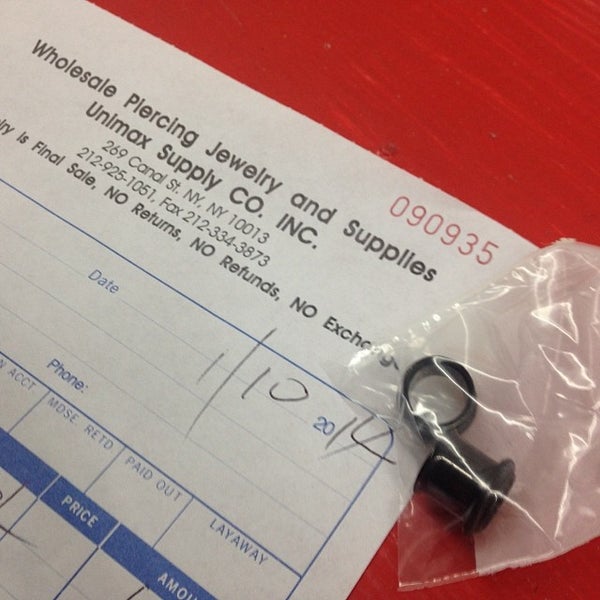 Wholesale Piercing Jewelry and Supplies
Unimax Supply CO. INC.
269 Canal St. NY, NY 10013
212-925-1051, Fax 212-334-3873
is Final Sale, NO Returns, NO Refunds, NO
090935
Date
1/10 2014
Phone:
ACCT
MDSE RETD
PAID OUT
LAYAWAY
PRICE